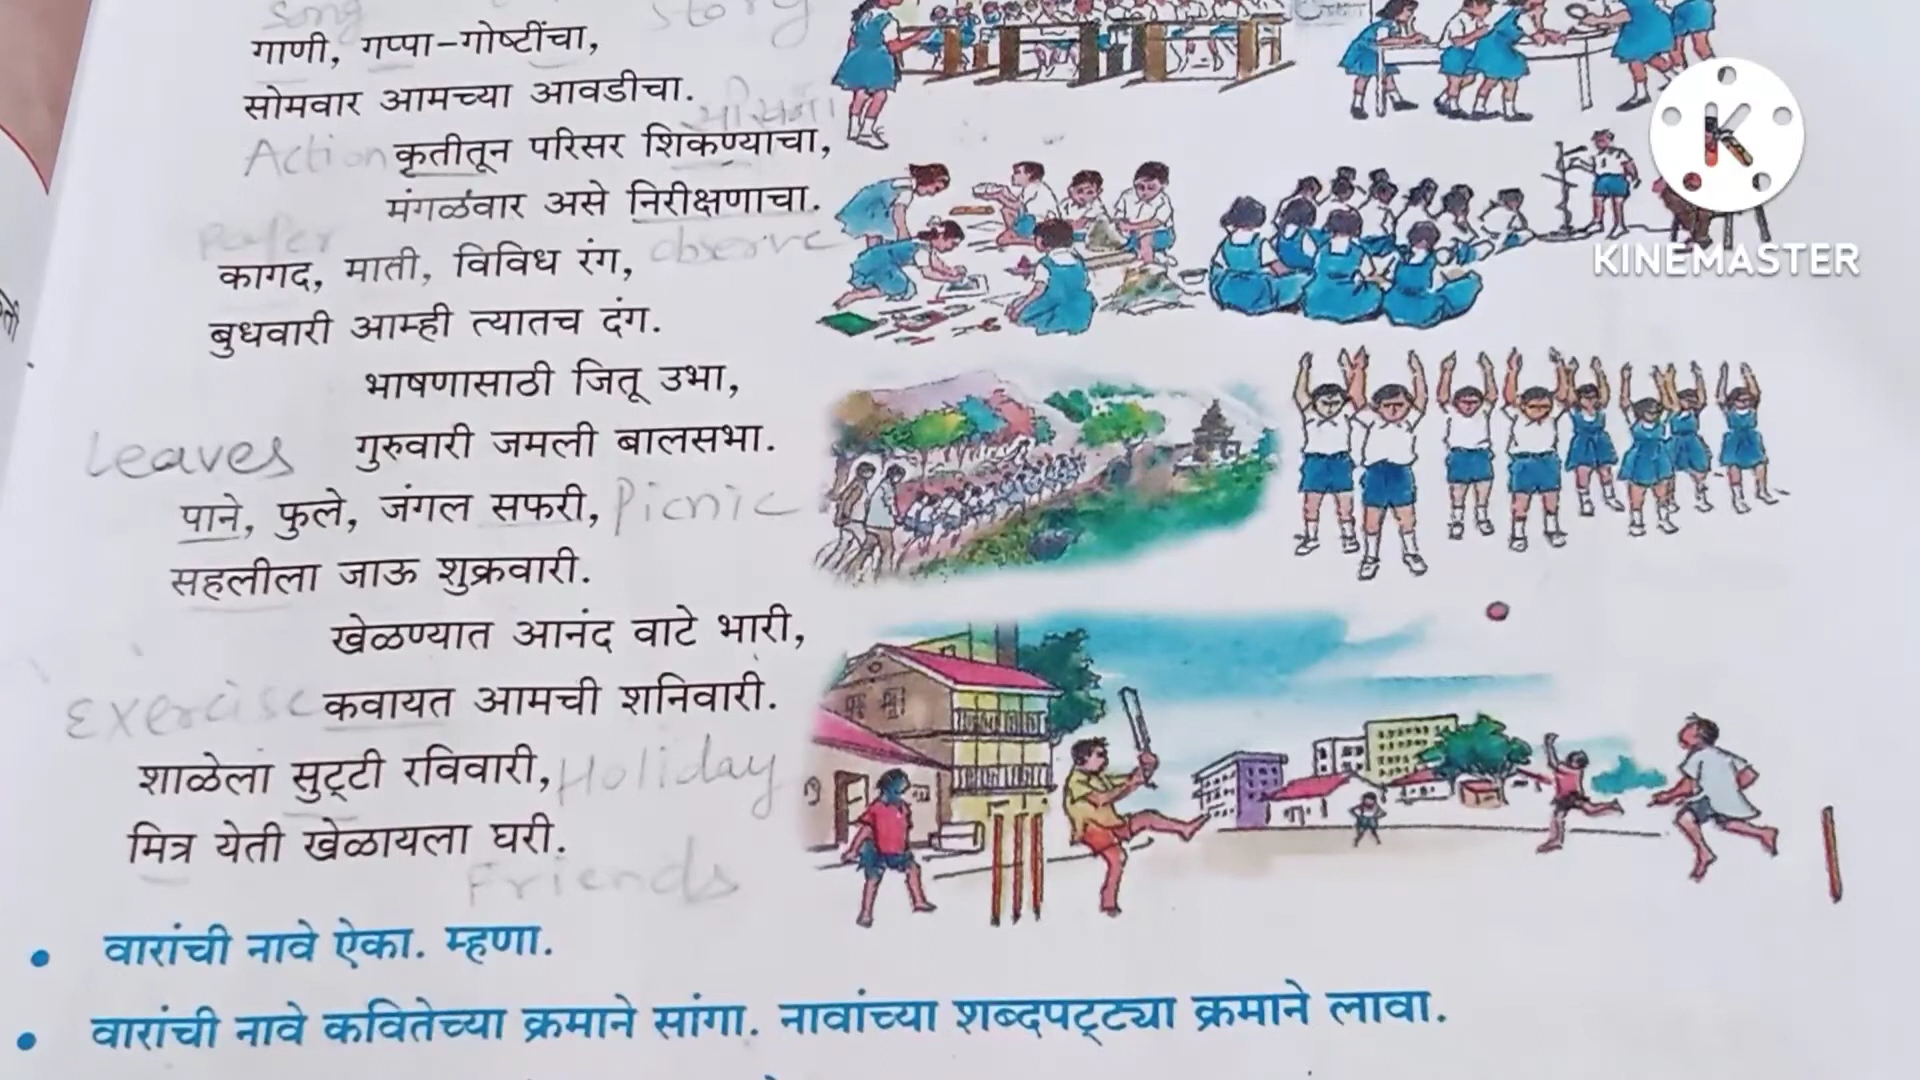 song story
गाणी, गप्पा-गोष्टींचा,
सोमवार आमच्या आवडीचा.
Action कृतीतून परिसर शिकण्याचा,
मंगळवार असे निरीक्षणाचा.
Paper observe
कागद, माती, विविध रंग,
बुधवारी आम्ही त्यातच दंग.
भाषणासाठी जितू उभा,
Leaves गुरुवारी जमली बालसभा.
पाने, फुले, जंगल सफरी, Picnic
सहलीला जाऊ शुक्रवारी.
खेळण्यात आनंद वाटे भारी,
Exercise कवायत आमची शनिवारी.
शाळेला सुट्टी रविवारी, Holiday
मित्र येती खेळायला घरी.
Friends
• वारांची नावे ऐका. म्हणा.
• वारांची नावे कवितेच्या क्रमाने सांगा. नावांच्या शब्दपट्ट्या क्रमाने लावा.
K
KINEMASTER